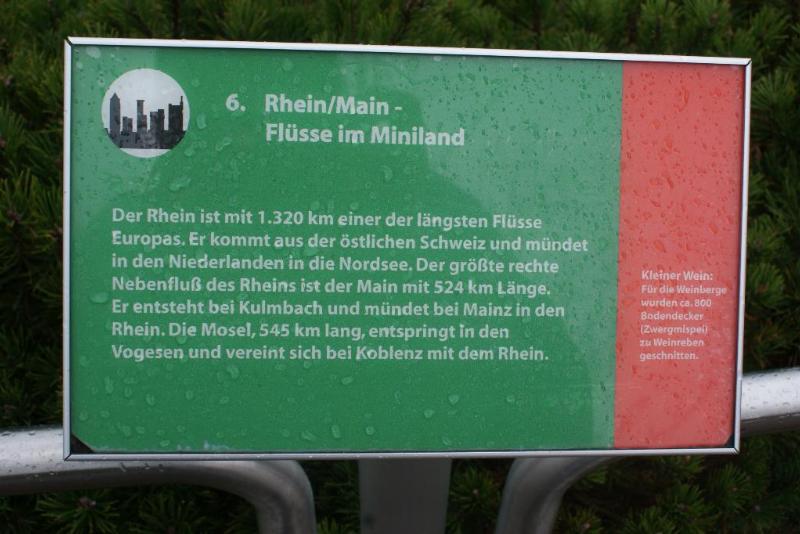 6. Rhein/Main -
Flüsse im Miniland
Der Rhein ist mit 1.320 km einer der längsten Flüsse
Europas. Er kommt aus der östlichen Schweiz und mündet
in den Niederlanden in die Nordsee. Der größte rechte
Nebenfluß des Rheins ist der Main mit 524 km Länge.
Er entsteht bei Kulmbach und mündet bei Mainz in den
Rhein. Die Mosel, 545 km lang, entspringt in den
Vogesen und vereint sich bei Koblenz mit dem Rhein.
Kleiner Wein:
Für die Weinberge
wurden ca. 800
Bodendecker
(Zwergmispel)
zu Weinreben
geschnitten.